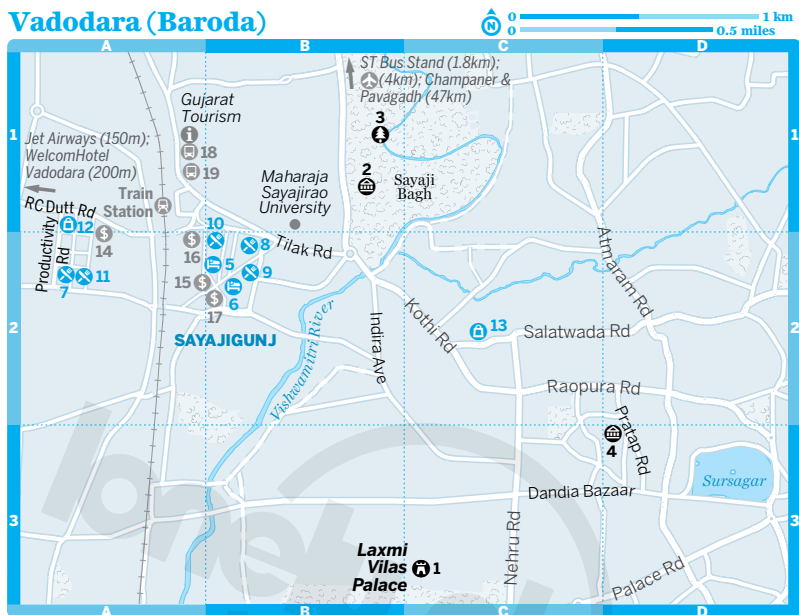 Vadodara (Baroda)
N
0 1 km
0 0.5 miles
A B C D
ST Bus Stand (1.8km);
(4km); Champaner &
Pavagadh (47km)
Gujarat
Tourism
3
1 1
Jet Airways (150m);
WelcomHotel
Vadodara (200m)
18
19
2
Sayaji
Bagh
Maharaja
Sayajirao
University
Train
Station
RC Dutt Rd
12
14
Productivity
Rd
7
11
10
16
8
5
9
15
6
17
Tilak Rd
SAYAJIGUNJ
Vishwamitri River
Indira Ave
Kothi Rd
13
Salatwada Rd
Atmaram Rd
2 2
Raopura Rd
Pratap Rd
4
Sursagar
Dandia Bazaar
3 3
Nehru Rd
Laxmi
Vilas
Palace
1
Palace Rd
lonely
A B C D